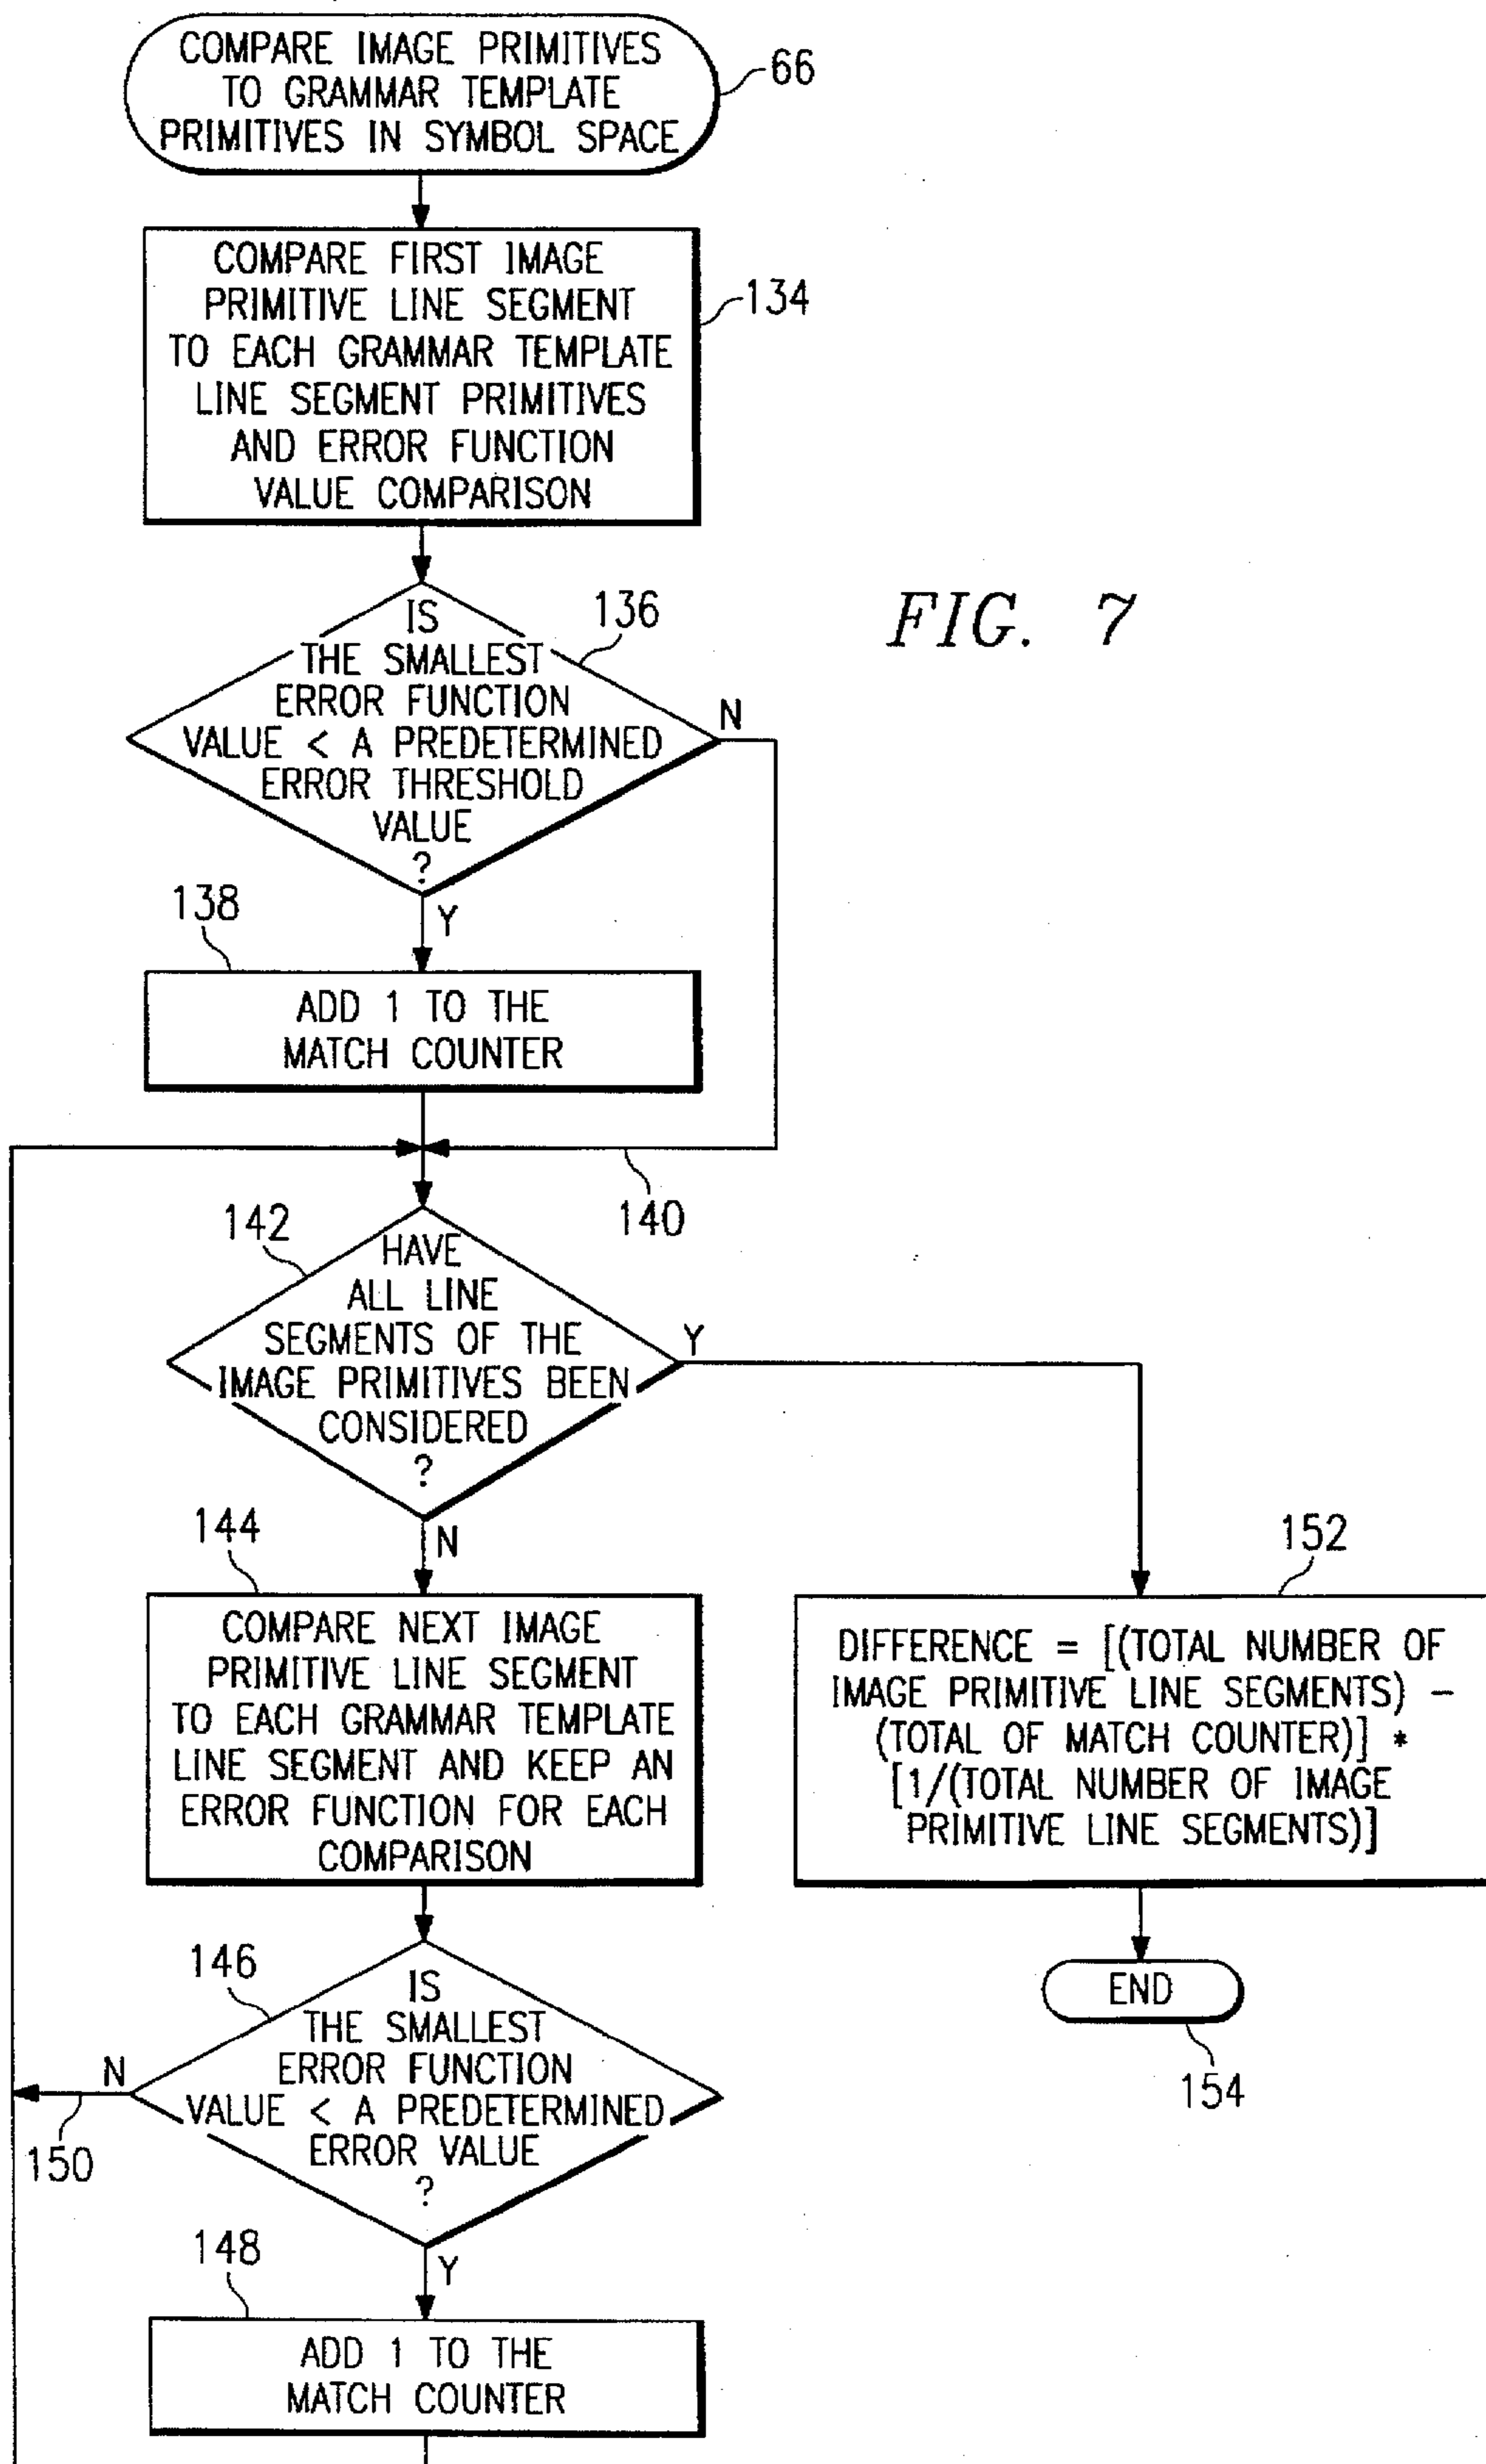 COMPARE IMAGE PRIMITIVES
TO GRAMMAR TEMPLATE
PRIMITIVES IN SYMBOL SPACE
66
COMPARE FIRST IMAGE
PRIMITIVE LINE SEGMENT
TO EACH GRAMMAR TEMPLATE
LINE SEGMENT PRIMITIVES
AND ERROR FUNCTION
VALUE COMPARISON
134
FIG. 7
136
IS
THE SMALLEST
ERROR FUNCTION
VALUE < A PREDETERMINED
ERROR THRESHOLD
VALUE
?
N
Y
138
ADD 1 TO THE
MATCH COUNTER
140
142
HAVE
ALL LINE
SEGMENTS OF THE
IMAGE PRIMITIVES BEEN
CONSIDERED
?
Y
N
144
COMPARE NEXT IMAGE
PRIMITIVE LINE SEGMENT
TO EACH GRAMMAR TEMPLATE
LINE SEGMENT AND KEEP AN
ERROR FUNCTION FOR EACH
COMPARISON
152
DIFFERENCE = [(TOTAL NUMBER OF
IMAGE PRIMITIVE LINE SEGMENTS) –
(TOTAL OF MATCH COUNTER)] *
[1/(TOTAL NUMBER OF IMAGE
PRIMITIVE LINE SEGMENTS)]
END
154
146
IS
THE SMALLEST
ERROR FUNCTION
VALUE < A PREDETERMINED
ERROR VALUE
?
N
150
Y
148
ADD 1 TO THE
MATCH COUNTER